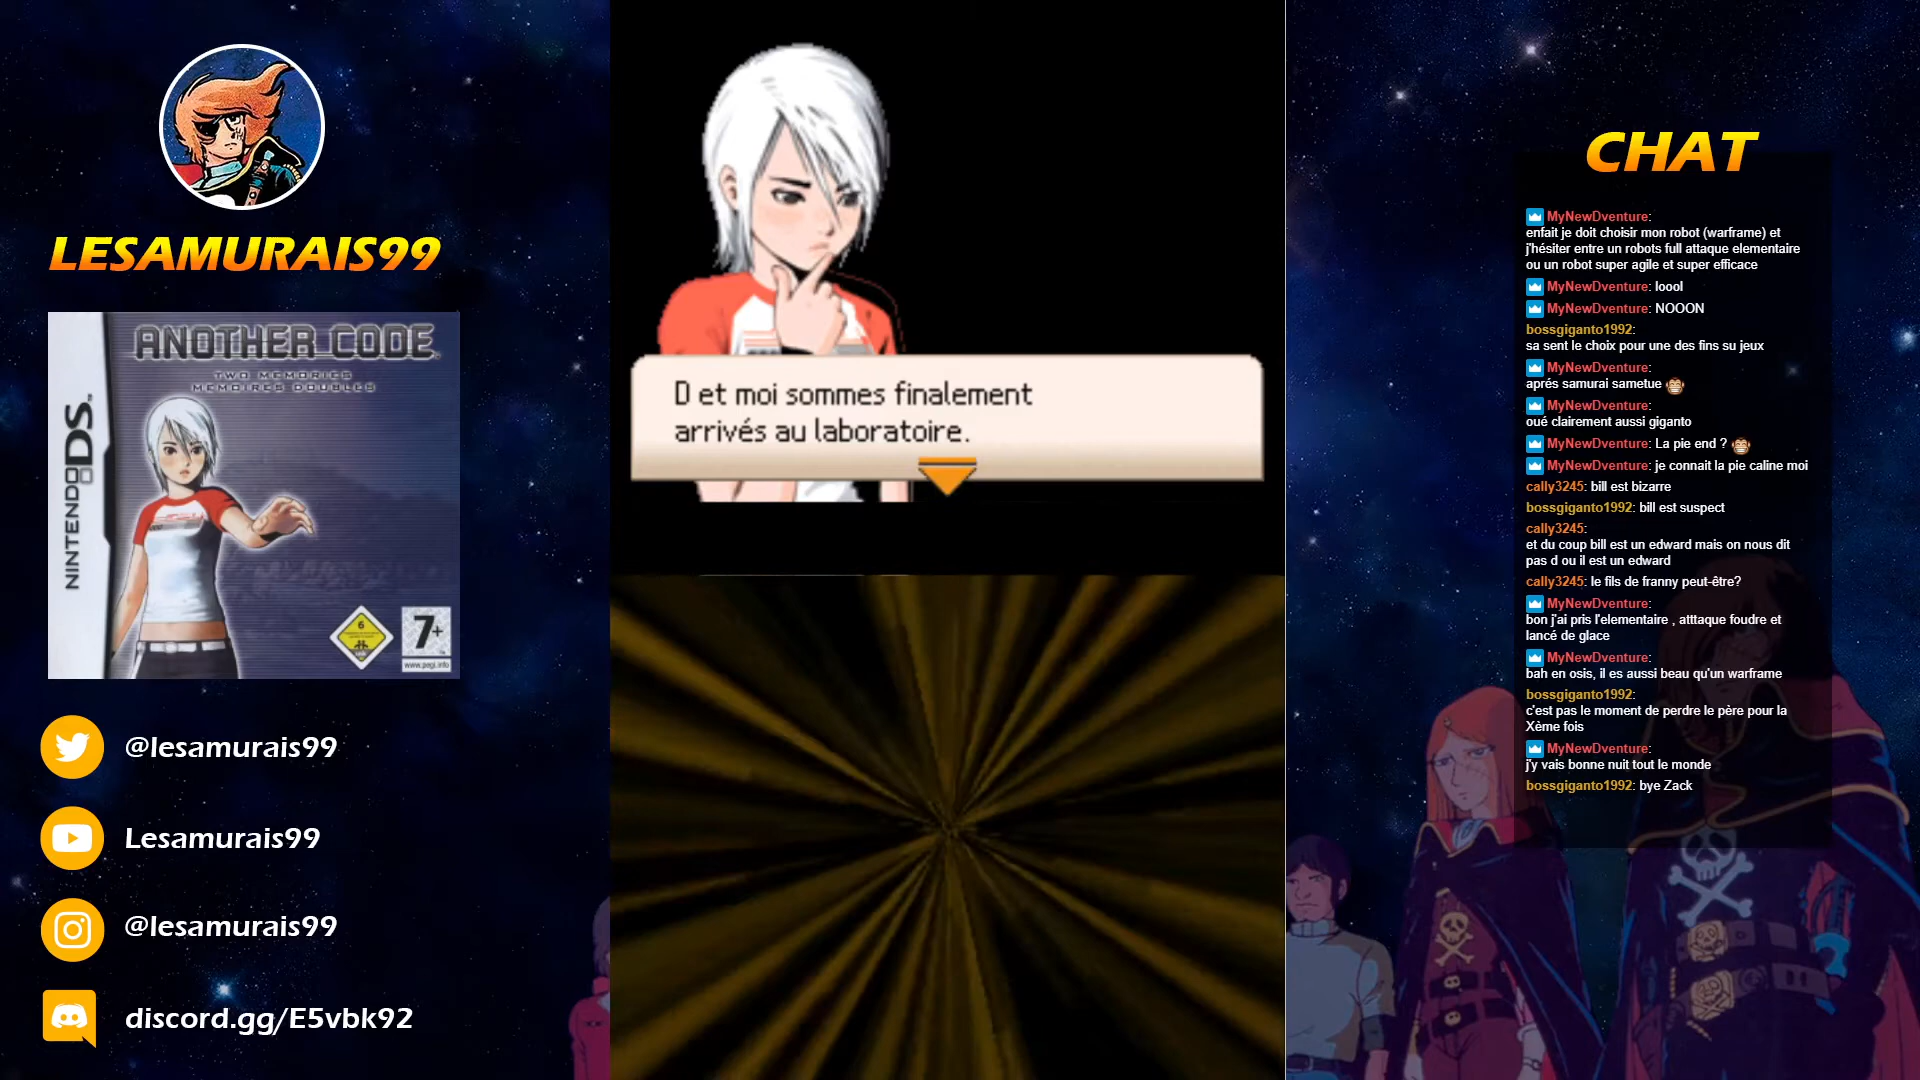 LESAMURAIS99
NINTENDO DS
ANOTHER CODE
TWO MEMORIES
MEMOIRES DOUBLES
6
7+
www.pegi.info
@lesamurais99
Lesamurais99
@lesamurais99
discord.gg/E5vbk92
D et moi sommes finalement
arrivés au laboratoire.
CHAT
MyNewDventure:
enfait je doit choisir mon robot (warframe) et
j'hésiter entre un robots full attaque elementaire
ou un robot super agile et super efficace
MyNewDventure: loool
MyNewDventure: NOOON
bossgiganto1992:
sa sent le choix pour une des fins su jeux
MyNewDventure:
aprés samurai sametue
MyNewDventure:
oué clairement aussi giganto
MyNewDventure: La pie end ?
MyNewDventure: je connait la pie caline moi
cally3245: bill est bizarre
bossgiganto1992: bill est suspect
cally3245:
et du coup bill est un edward mais on nous dit
pas d ou il est un edward
cally3245: le fils de franny peut-être?
MyNewDventure:
bon j'ai pris l'elementaire , atttaque foudre et
lancé de glace
MyNewDventure:
bah en osis, il es aussi beau qu'un warframe
bossgiganto1992:
c'est pas le moment de perdre le père pour la
Xème fois
MyNewDventure:
j'y vais bonne nuit tout le monde
bossgiganto1992: bye Zack